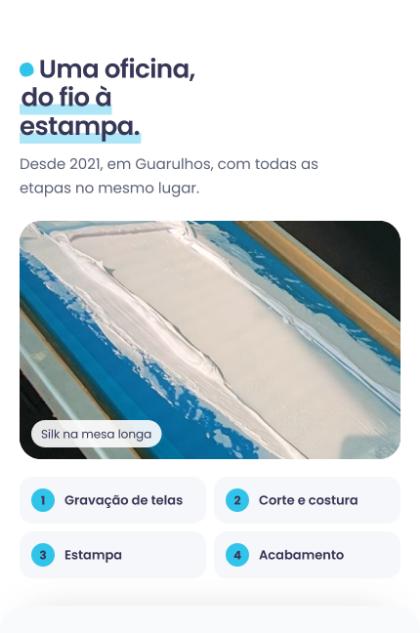 Uma oficina,
do fio à
estampa.
Desde 2021, em Guarulhos, com todas as
etapas no mesmo lugar.
Silk na mesa longa
1 Gravação de telas
2 Corte e costura
3 Estampa
4 Acabamento